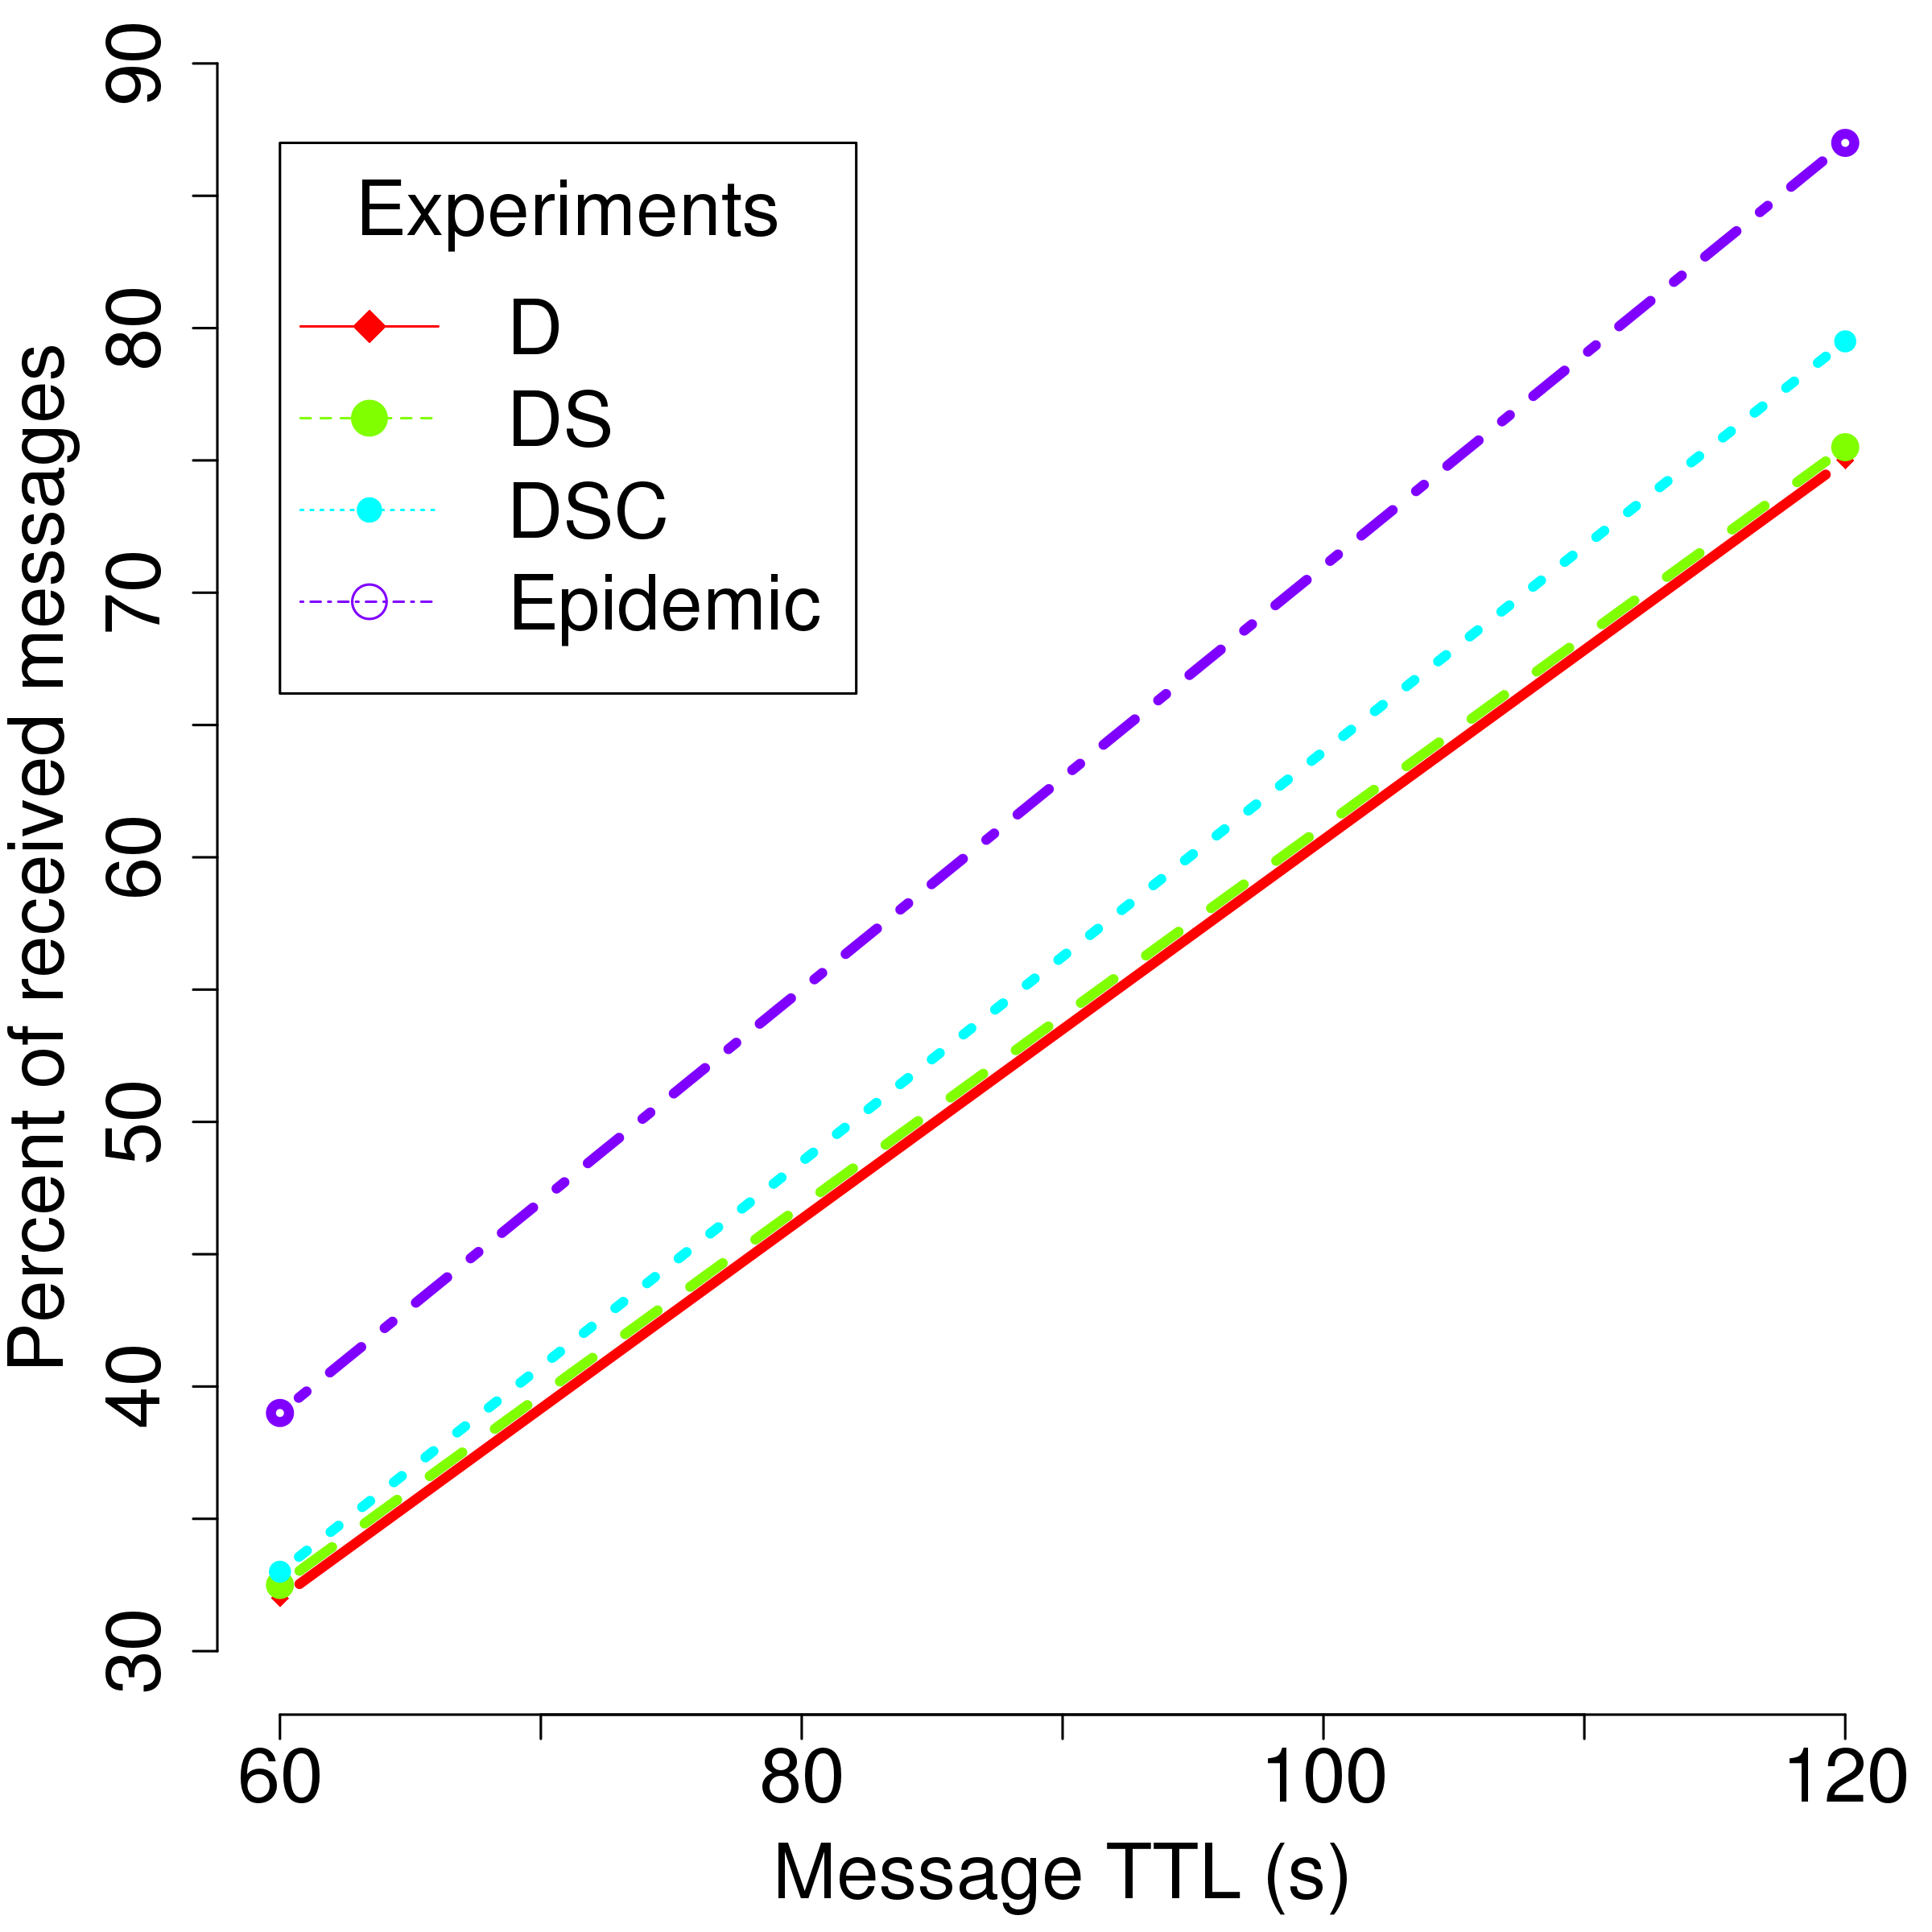 Percent of received messages
90
80
70
60
50
40
30
Experiments
D
DS
DSC
Epidemic
60 80 100 120
Message TTL (s)